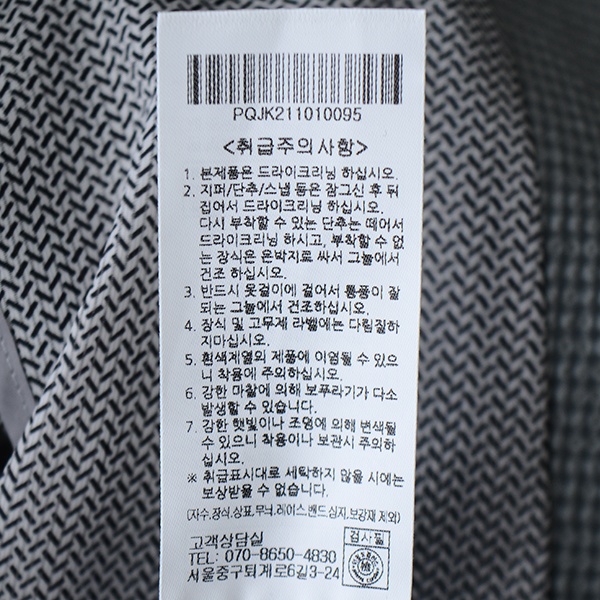 PQJK211010095
<취급주의사항>
1. 본제품은 드라이크리닝 하십시오.
2. 지퍼/단추/스냅 등은 잠그신 후 뒤
집어서 드라이크리닝 하십시오.
다시 부착할 수 있는 단추는 떼어서
드라이크리닝 하시고, 부착할 수 없
는 장식은 은박지로 싸서 그늘에서
건조 하십시오.
3. 반드시 옷걸이에 걸어서 통풍이 잘
되는 그늘에서 건조하십시오.
4. 장식 및 고무제 라벨에는 다림질하
지마십시오.
5. 흰색계열외 제품에 이염될 수 있으
니 착용에 주의하십시오.
6. 강한 마찰에 의해 보푸라기가 다소
발생할 수 있습니다.
7. 강한 햇빛이나 조명에 의해 변색될
수 있으니 착용이나 보관시 주의하
십시오.
※ 취급표시대로 세탁하지 않을 시에는
보상받을 수 없습니다.
(자수,장식,상표,무늬,레이스밴드심지,보강재 제외)
고객상담실
검사필
TEL: 070-8650-4830
서울중구퇴계로6길3-24